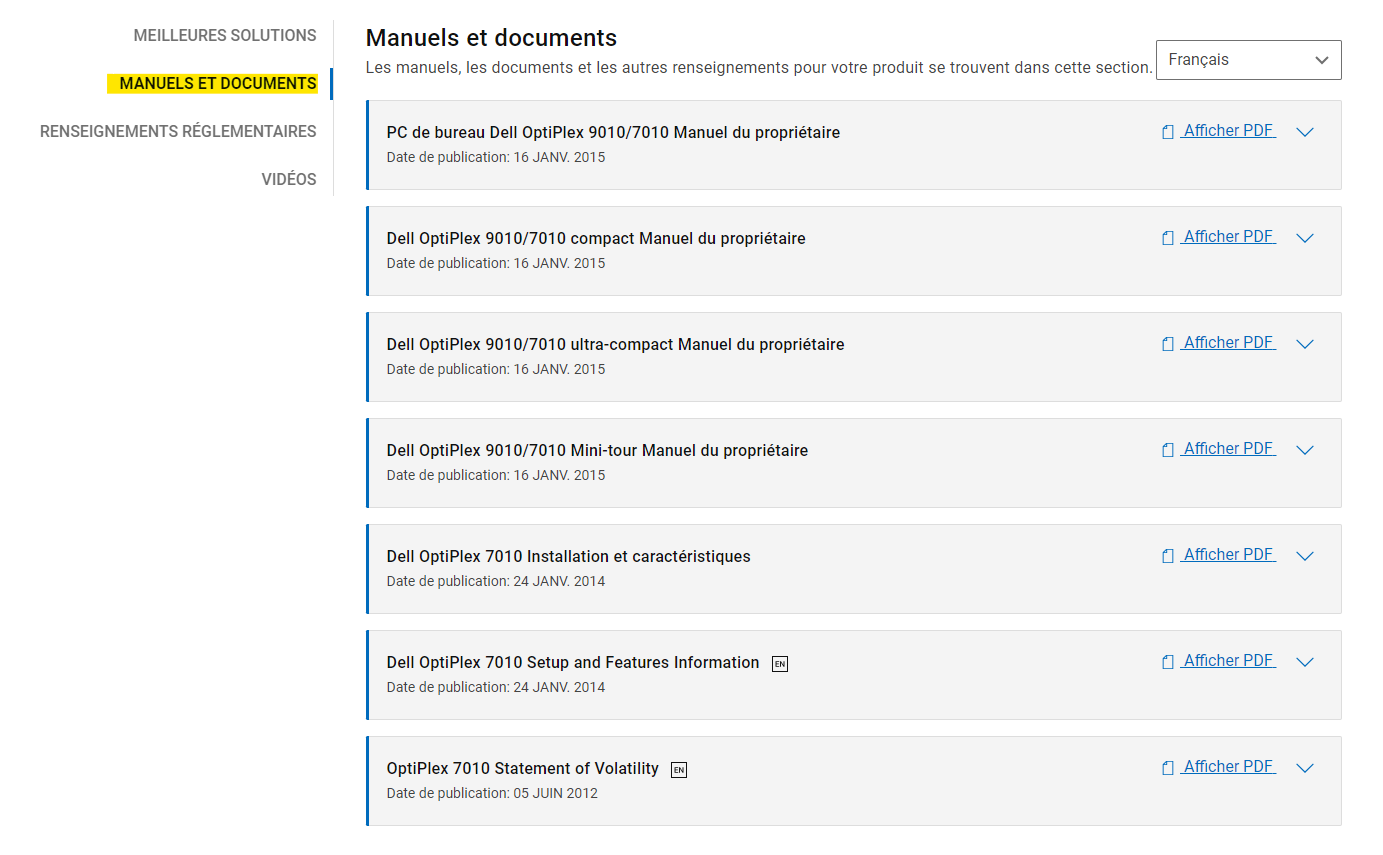 MEILLEURES SOLUTIONS
MANUELS ET DOCUMENTS
RENSEIGNEMENTS RÉGLEMENTAIRES
VIDÉOS
Manuels et documents
Les manuels, les documents et les autres renseignements pour votre produit se trouvent dans cette section.
Français
PC de bureau Dell OptiPlex 9010/7010 Manuel du propriétaire
Afficher PDF
Date de publication: 16 JANV. 2015
Dell OptiPlex 9010/7010 compact Manuel du propriétaire
Afficher PDF
Date de publication: 16 JANV. 2015
Dell OptiPlex 9010/7010 ultra-compact Manuel du propriétaire
Afficher PDF
Date de publication: 16 JANV. 2015
Dell OptiPlex 9010/7010 Mini-tour Manuel du propriétaire
Afficher PDF
Date de publication: 16 JANV. 2015
Dell OptiPlex 7010 Installation et caractéristiques
Afficher PDF
Date de publication: 24 JANV. 2014
Dell OptiPlex 7010 Setup and Features Information EN
Afficher PDF
Date de publication: 24 JANV. 2014
OptiPlex 7010 Statement of Volatility EN
Afficher PDF
Date de publication: 05 JUIN 2012